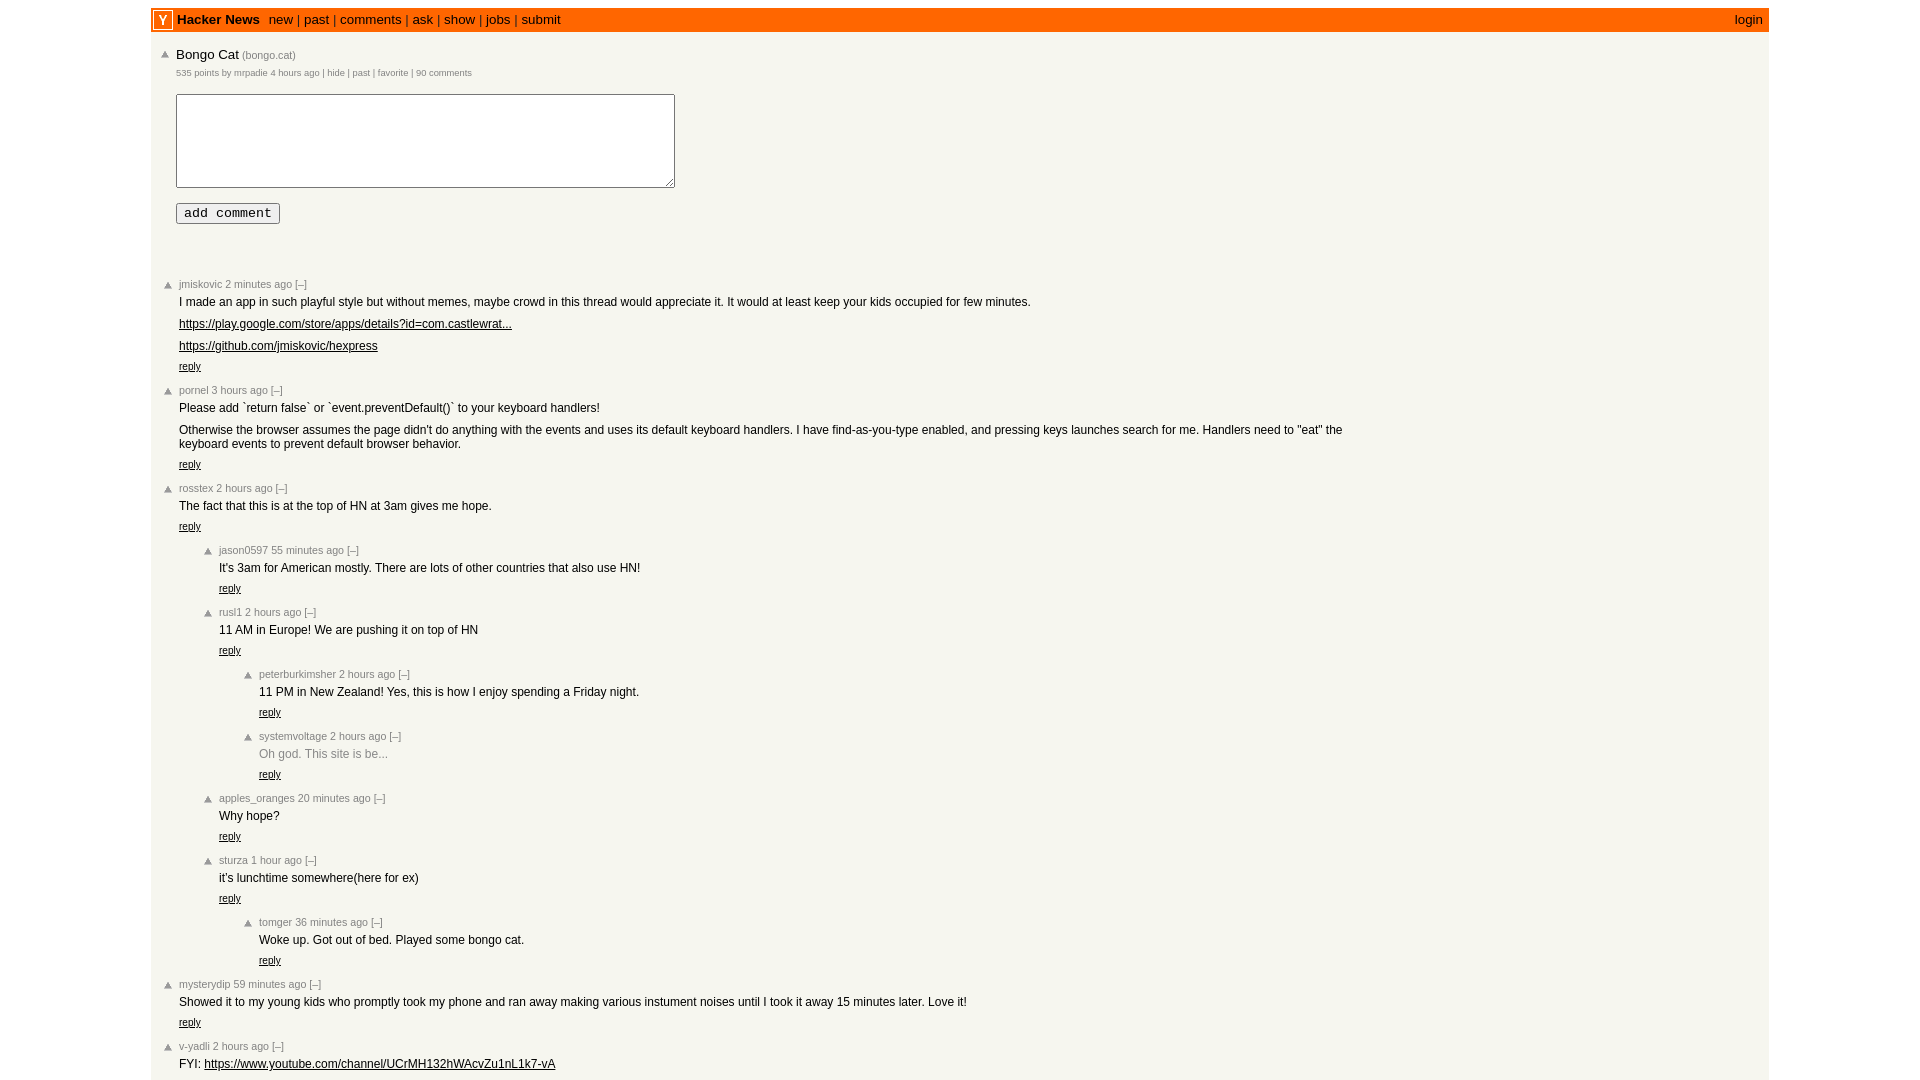 Y Hacker News new | past | comments | ask | show | jobs | submit login
Bongo Cat (bongo.cat)
535 points by mrpadie 4 hours ago | hide | past | favorite | 90 comments
add comment
jmiskovic 2 minutes ago [–]
I made an app in such playful style but without memes, maybe crowd in this thread would appreciate it. It would at least keep your kids occupied for few minutes.
https://play.google.com/store/apps/details?id=com.castlewrat...
https://github.com/jmiskovic/hexpress
reply
pornel 3 hours ago [–]
Please add `return false` or `event.preventDefault()` to your keyboard handlers!
Otherwise the browser assumes the page didn't do anything with the events and uses its default keyboard handlers. I have find-as-you-type enabled, and pressing keys launches search for me. Handlers need to "eat" the
keyboard events to prevent default browser behavior.
reply
rosstex 2 hours ago [–]
The fact that this is at the top of HN at 3am gives me hope.
reply
jason0597 55 minutes ago [–]
It's 3am for American mostly. There are lots of other countries that also use HN!
reply
rusl1 2 hours ago [–]
11 AM in Europe! We are pushing it on top of HN
reply
peterburkimsher 2 hours ago [–]
11 PM in New Zealand! Yes, this is how I enjoy spending a Friday night.
reply
systemvoltage 2 hours ago [–]
Oh god. This site is be...
reply
apples_oranges 20 minutes ago [–]
Why hope?
reply
sturza 1 hour ago [–]
it's lunchtime somewhere(here for ex)
reply
tomger 36 minutes ago [–]
Woke up. Got out of bed. Played some bongo cat.
reply
mysterydip 59 minutes ago [–]
Showed it to my young kids who promptly took my phone and ran away making various instument noises until I took it away 15 minutes later. Love it!
reply
v-yadli 2 hours ago [–]
FYI: https://www.youtube.com/channel/UCrMH132hWAcvZu1nL1k7-vA